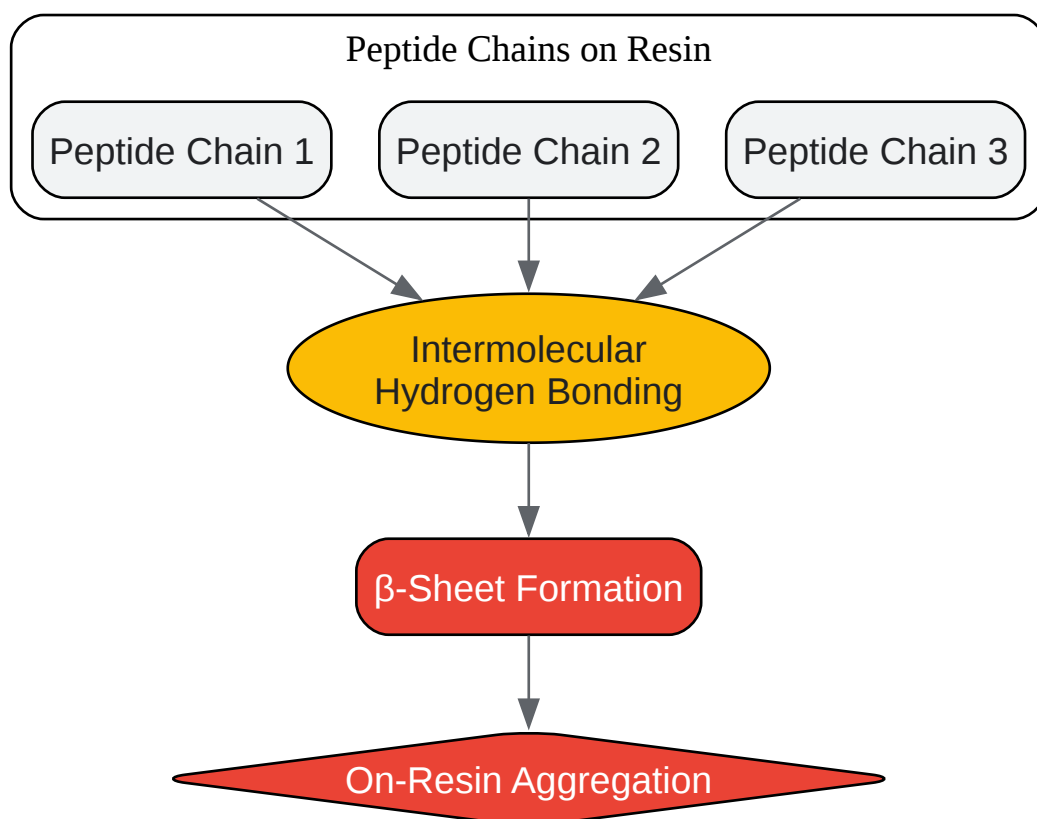 Peptide Chains on Resin
Peptide Chain 1
Peptide Chain 2
Peptide Chain 3
Intermolecular
Hydrogen Bonding
β-Sheet Formation
On-Resin Aggregation